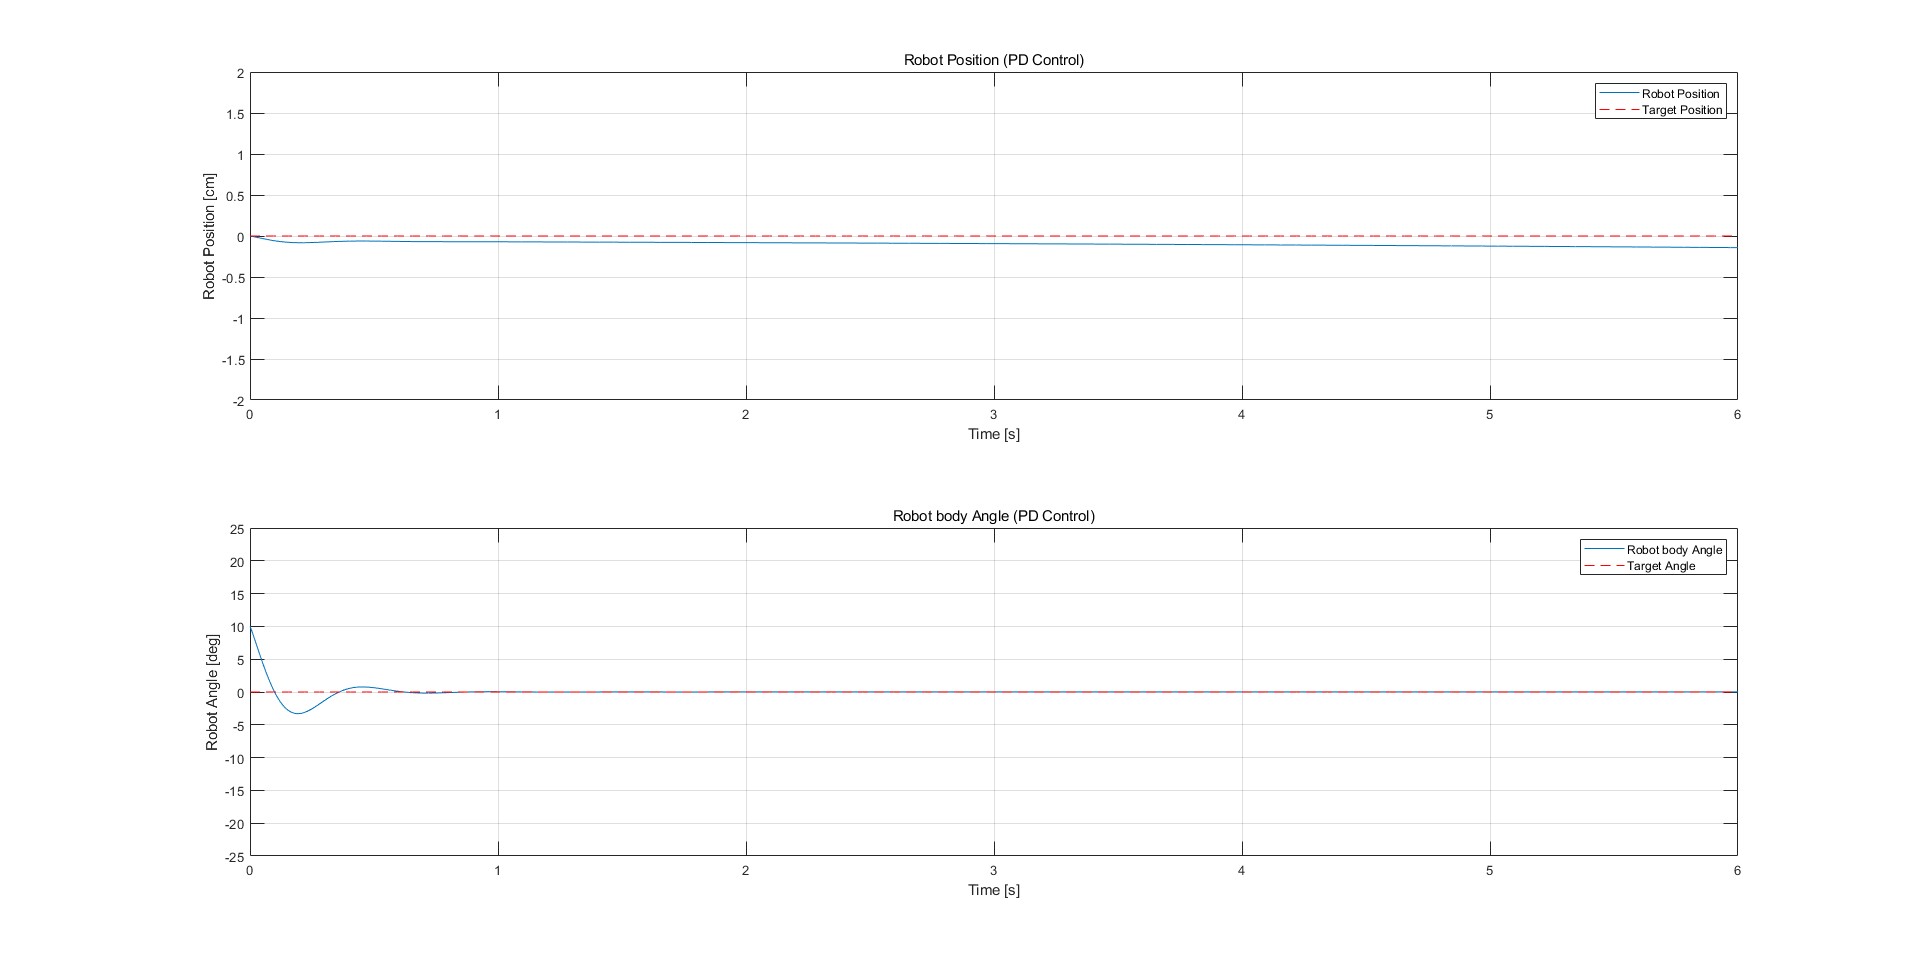 Robot Position (PD Control)
Robot Position
Target Position
2
1.5
1
0.5
0
-0.5
-1
-1.5
-2
Robot Position [cm]
0 1 2 3 4 5 6
Time [s]
Robot body Angle (PD Control)
Robot body Angle
Target Angle
25
20
15
10
5
0
-5
-10
-15
-20
-25
Robot Angle [deg]
0 1 2 3 4 5 6
Time [s]